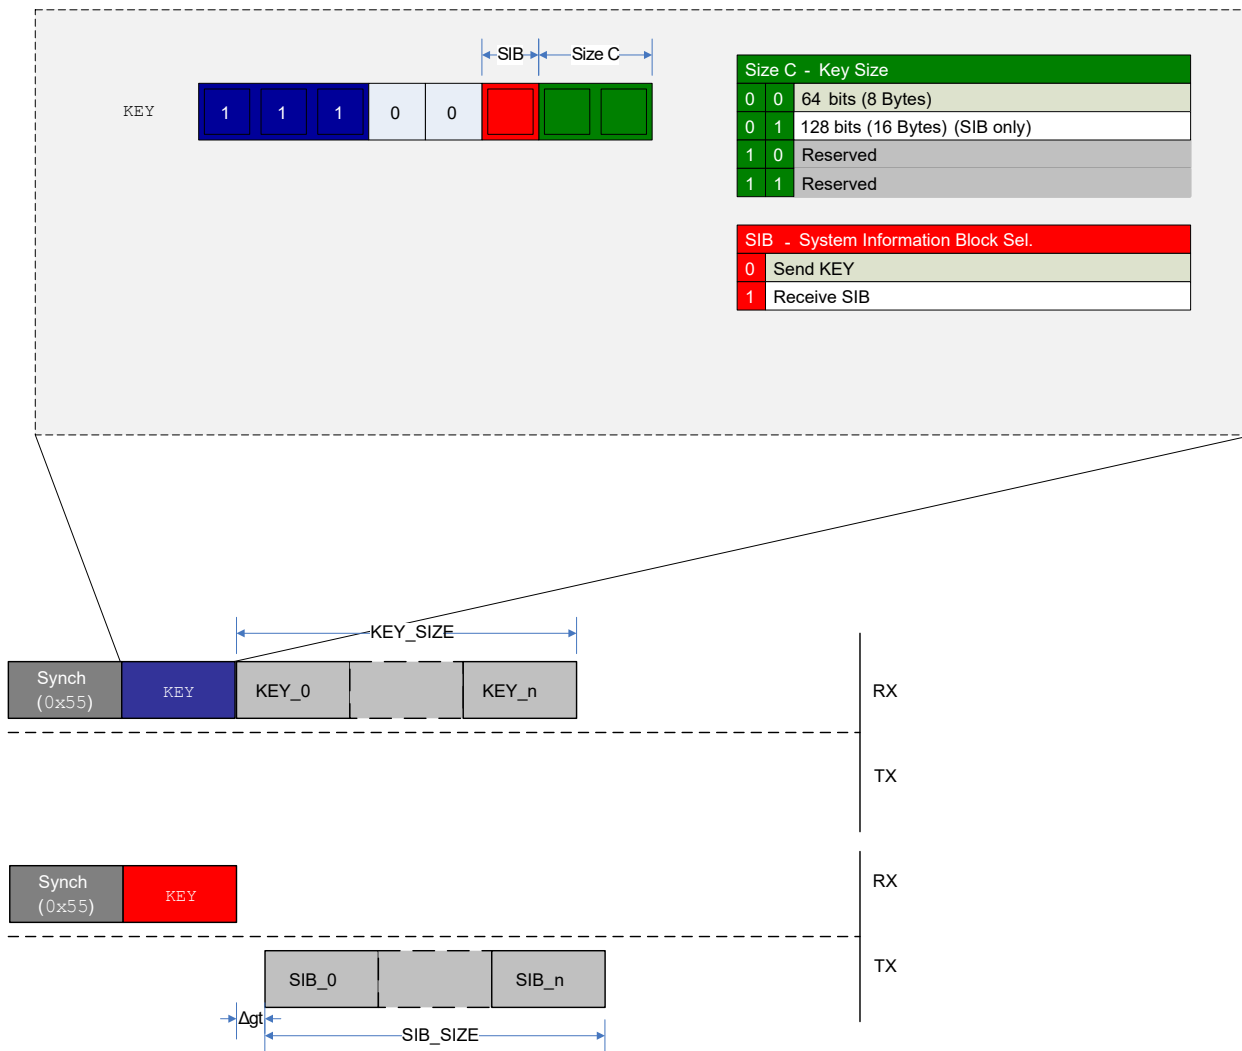 SIB Size C
KEY 1 1 1 0 0
Size C - Key Size
0 0 64 bits (8 Bytes)
0 1 128 bits (16 Bytes) (SIB only)
1 0 Reserved
1 1 Reserved
SIB - System Information Block Sel.
0 Send KEY
1 Receive SIB
KEY_SIZE
Synch
(0x55)
KEY
KEY_0
KEY_n
RX
TX
Synch
(0x55)
KEY
RX
SIB_0
SIB_n
TX
Δgt
SIB_SIZE